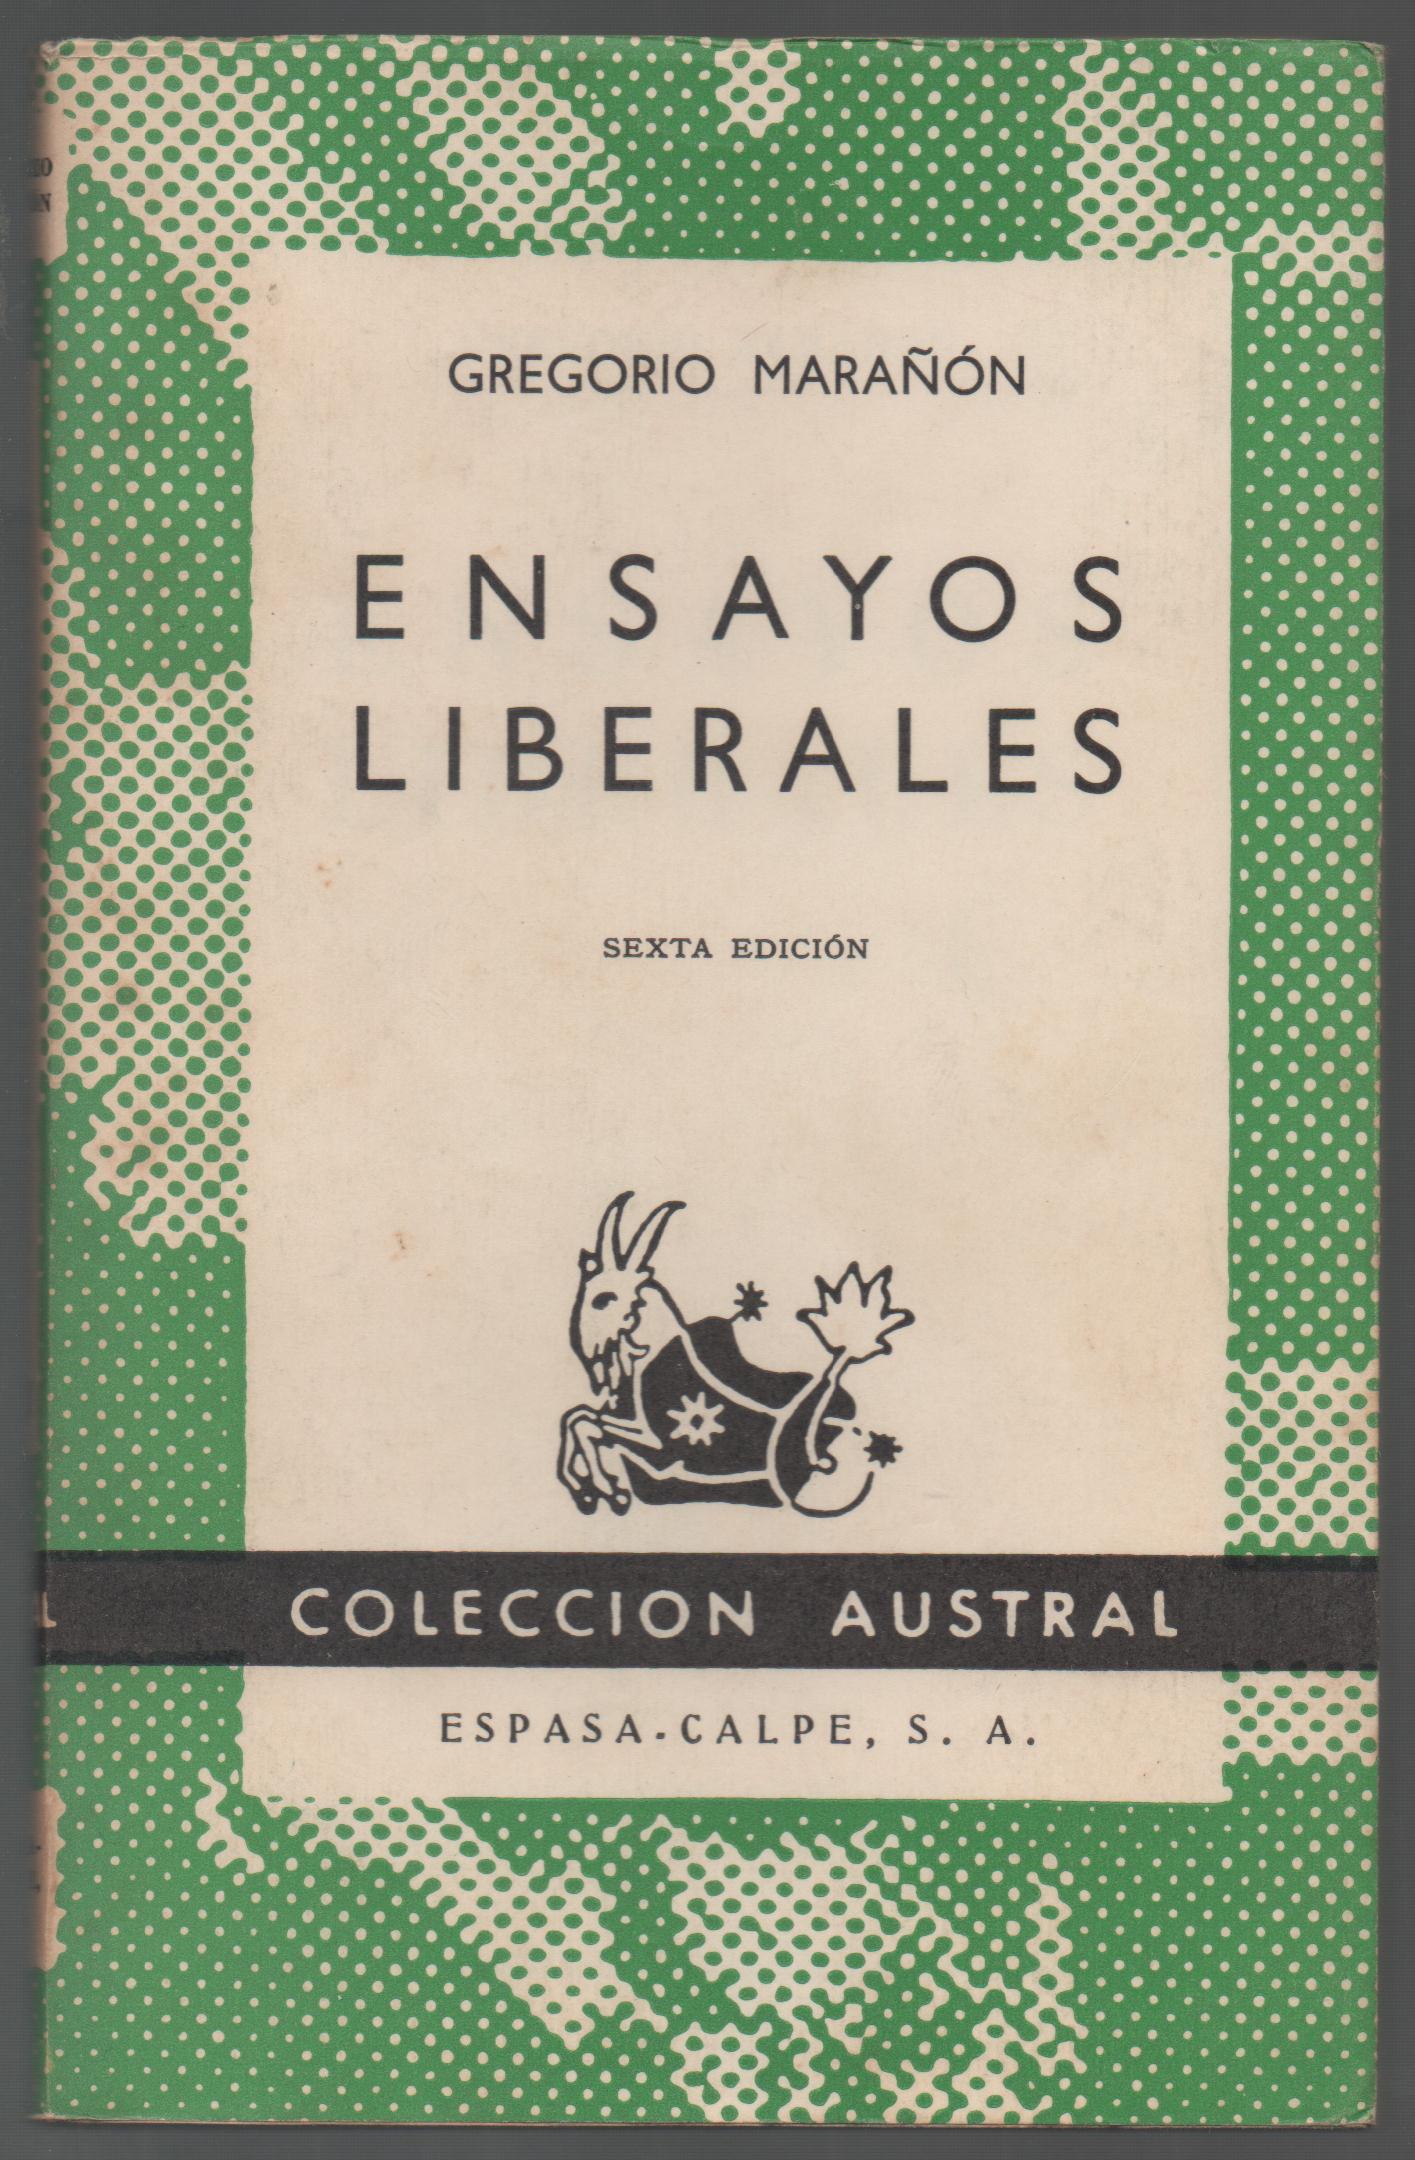 GREGORIO MARAÑÓN
ENSAYOS
LIBERALES
SEXTA EDICIÓN
COLECCION AUSTRAL
ESPASA-CALPE, S. A.